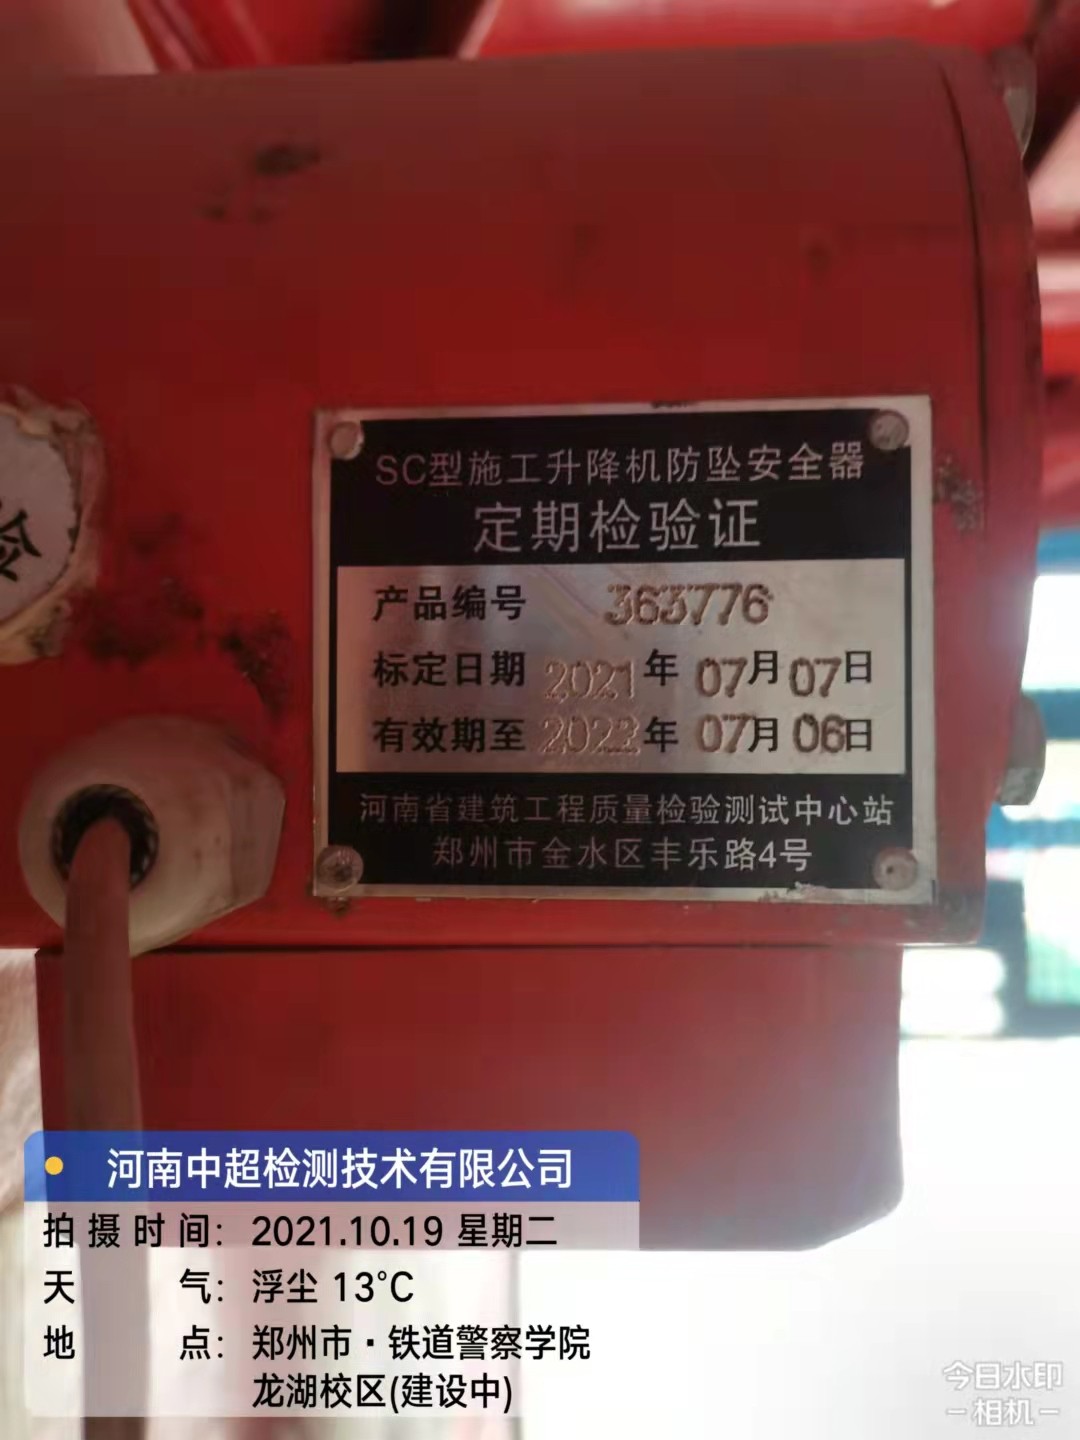 检
SC型施工升降机防坠安全器
定期检验证
产品编号 363776
标定日期 2021年07月07日
有效期至 2022年07月06日
河南省建筑工程质量检验测试中心站
郑州市金水区丰乐路4号
河南中超检测技术有限公司
拍摄时间：2021.10.19 星期二
天气：浮尘 13℃
地点：郑州市·铁道警察学院
龙湖校区(建设中)
今日水印
-相机-